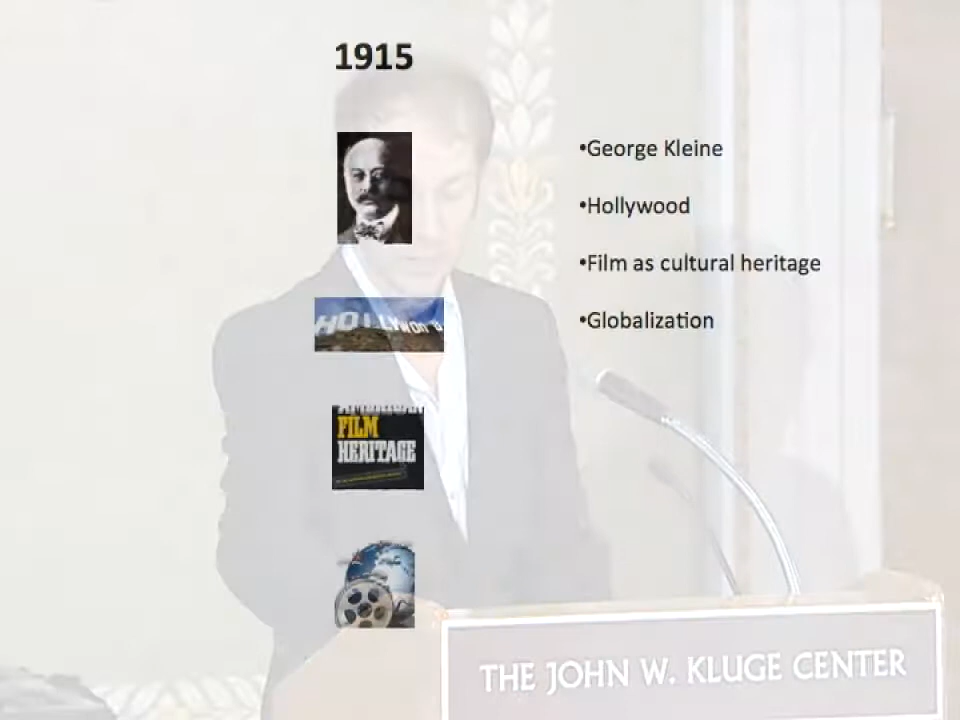 1915
•George Kleine
•Hollywood
•Film as cultural heritage
•Globalization
HOLLYWOOD
AMERICAN
FILM
HERITAGE
THE JOHN W. KLUGE CENTER